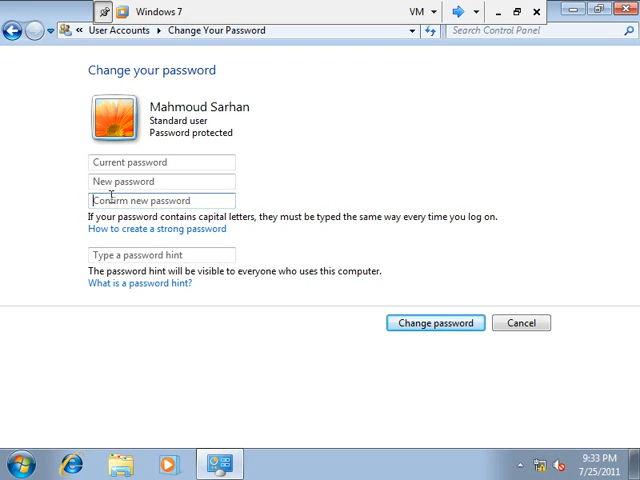 Windows 7
VM
« User Accounts ▸ Change Your Password
Search Control Panel
Change your password
Mahmoud Sarhan
Standard user
Password protected
Current password
New password
Confirm new password
If your password contains capital letters, they must be typed the same way every time you log on.
How to create a strong password
Type a password hint
The password hint will be visible to everyone who uses this computer.
What is a password hint?
Change password
Cancel
9:33 PM
7/25/2011